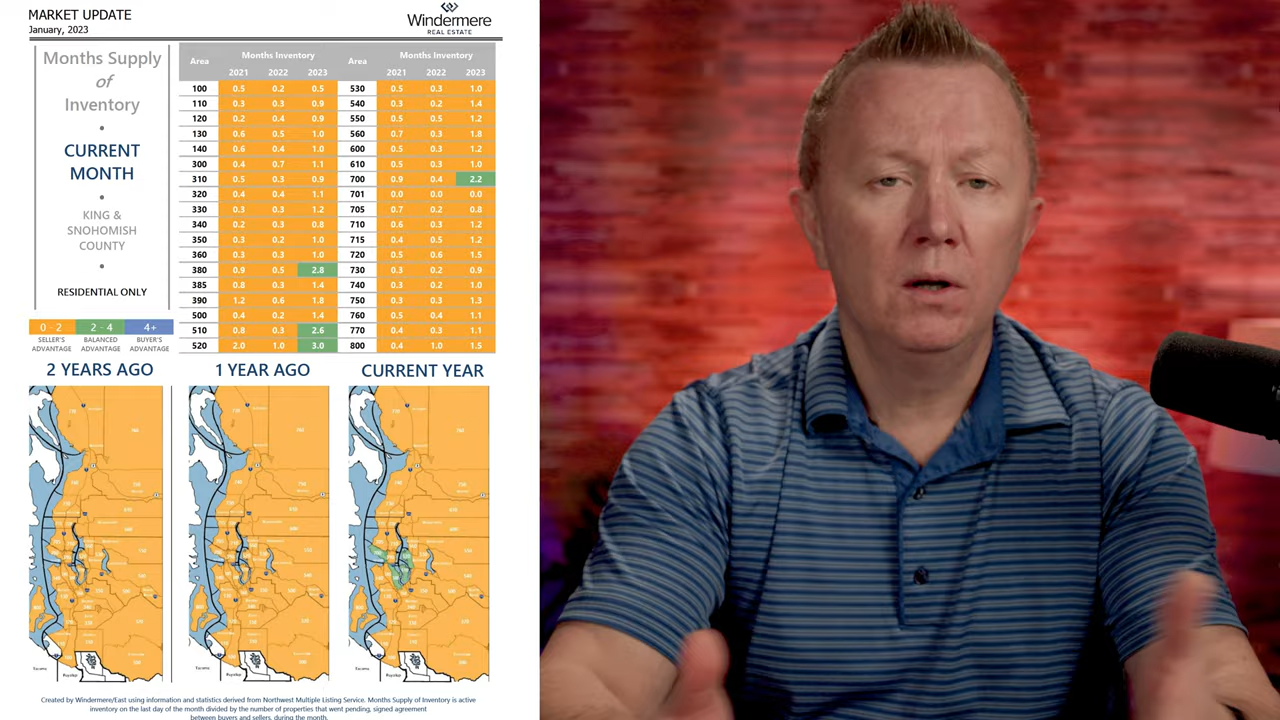 MARKET UPDATE
January, 2023
Windermere
REAL ESTATE
Months Supply
of
Inventory
•
CURRENT
MONTH
•
KING &
SNOHOMISH
COUNTY
•
RESIDENTIAL ONLY
0 - 2 2 - 4 4+
SELLER'S BALANCED BUYER'S
ADVANTAGE ADVANTAGE ADVANTAGE
Area Months Inventory Area Months Inventory
2021 2022 2023 2021 2022 2023
100 0.5 0.2 0.5 530 0.5 0.3 1.0
110 0.3 0.3 0.9 540 0.3 0.2 1.4
120 0.2 0.4 0.9 550 0.5 0.5 1.2
130 0.6 0.5 1.0 560 0.7 0.3 1.8
140 0.6 0.4 1.0 600 0.5 0.3 1.2
300 0.4 0.7 1.1 610 0.5 0.3 1.0
310 0.5 0.3 0.9 700 0.9 0.4 2.2
320 0.4 0.4 1.1 701 0.0 0.0 0.0
330 0.3 0.3 1.2 705 0.7 0.2 0.8
340 0.2 0.3 0.8 710 0.6 0.3 1.2
350 0.3 0.2 1.0 715 0.4 0.5 1.2
360 0.3 0.3 1.0 720 0.5 0.6 1.5
380 0.9 0.5 2.8 730 0.3 0.2 0.9
385 0.8 0.3 1.4 740 0.3 0.2 1.0
390 1.2 0.6 1.8 750 0.3 0.3 1.3
500 0.4 0.2 1.4 760 0.5 0.4 1.1
510 0.8 0.3 2.6 770 0.4 0.3 1.1
520 2.0 1.0 3.0 800 0.4 1.0 1.5
2 YEARS AGO 1 YEAR AGO CURRENT YEAR
Created by Windermere/East using information and statistics derived from Northwest Multiple Listing Service. Months Supply of Inventory is active
inventory on the last day of the month divided by the number of properties that went pending, signed agreement
between buyers and sellers, during the month.